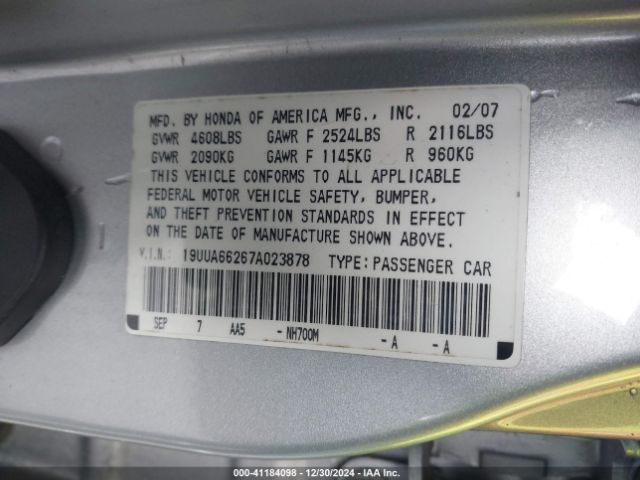 MFD. BY HONDA OF AMERICA MFG., INC. 02/07
GVWR 4608LBS GAWR F 2524LBS R 2116LBS
GVWR 2090KG GAWR F 1145KG R 960KG
THIS VEHICLE CONFORMS TO ALL APPLICABLE
FEDERAL MOTOR VEHICLE SAFETY, BUMPER,
AND THEFT PREVENTION STANDARDS IN EFFECT
ON THE DATE OF MANUFACTURE SHOWN ABOVE.
V.I.N.: 19UUA66267A023878 TYPE:PASSENGER CAR
SEP 7 AA5 - NH700M - A - A
000-41184098 - 12/30/2024 - IAA Inc.